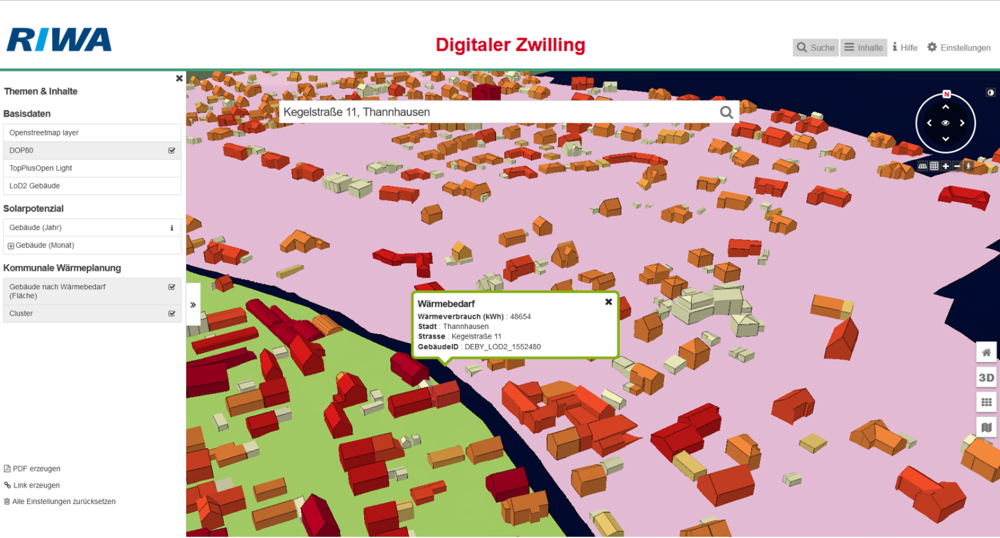 RIWA
Digitaler Zwilling
Suche
Inhalte
Hilfe
Einstellungen
Themen & Inhalte
Basisdaten
Openstreetmap layer
DOP80
TopPlusOpen Light
LoD2 Gebäude
Solarpotenzial
Gebäude (Jahr)
Gebäude (Monat)
Kommunale Wärmeplanung
Gebäude nach Wärmebedarf
(Fläche)
Cluster
PDF erzeugen
Link erzeugen
Alle Einstellungen zurücksetzen
Kegelstraße 11, Thannhausen
N
Wärmebedarf
Wärmeverbrauch (kWh) : 48654
Stadt : Thannhausen
Strasse : Kegelstraße 11
GebäudeID : DEBY_LOD2_1552480
3D